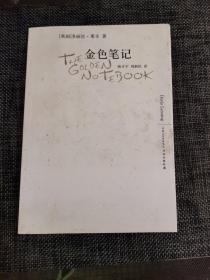 [英国]多丽丝·莱辛 著
金色笔记
THE
GOLDEN
NOTEBOOK
陈才宇 刘新民 译
Doris Lessing